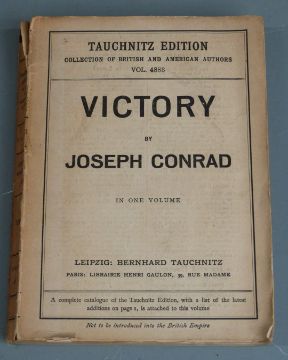 TAUCHNITZ EDITION
COLLECTION OF BRITISH AND AMERICAN AUTHORS
VOL. 4886
VICTORY
BY
JOSEPH CONRAD
IN ONE VOLUME
LEIPZIG: BERNHARD TAUCHNITZ
PARIS: LIBRAIRIE HENRI GAULON, 39, RUE MADAME
A complete catalogue of the Tauchnitz Edition, with a list of the latest
additions on page 1, is attached to this volume
Not to be introduced into the British Empire